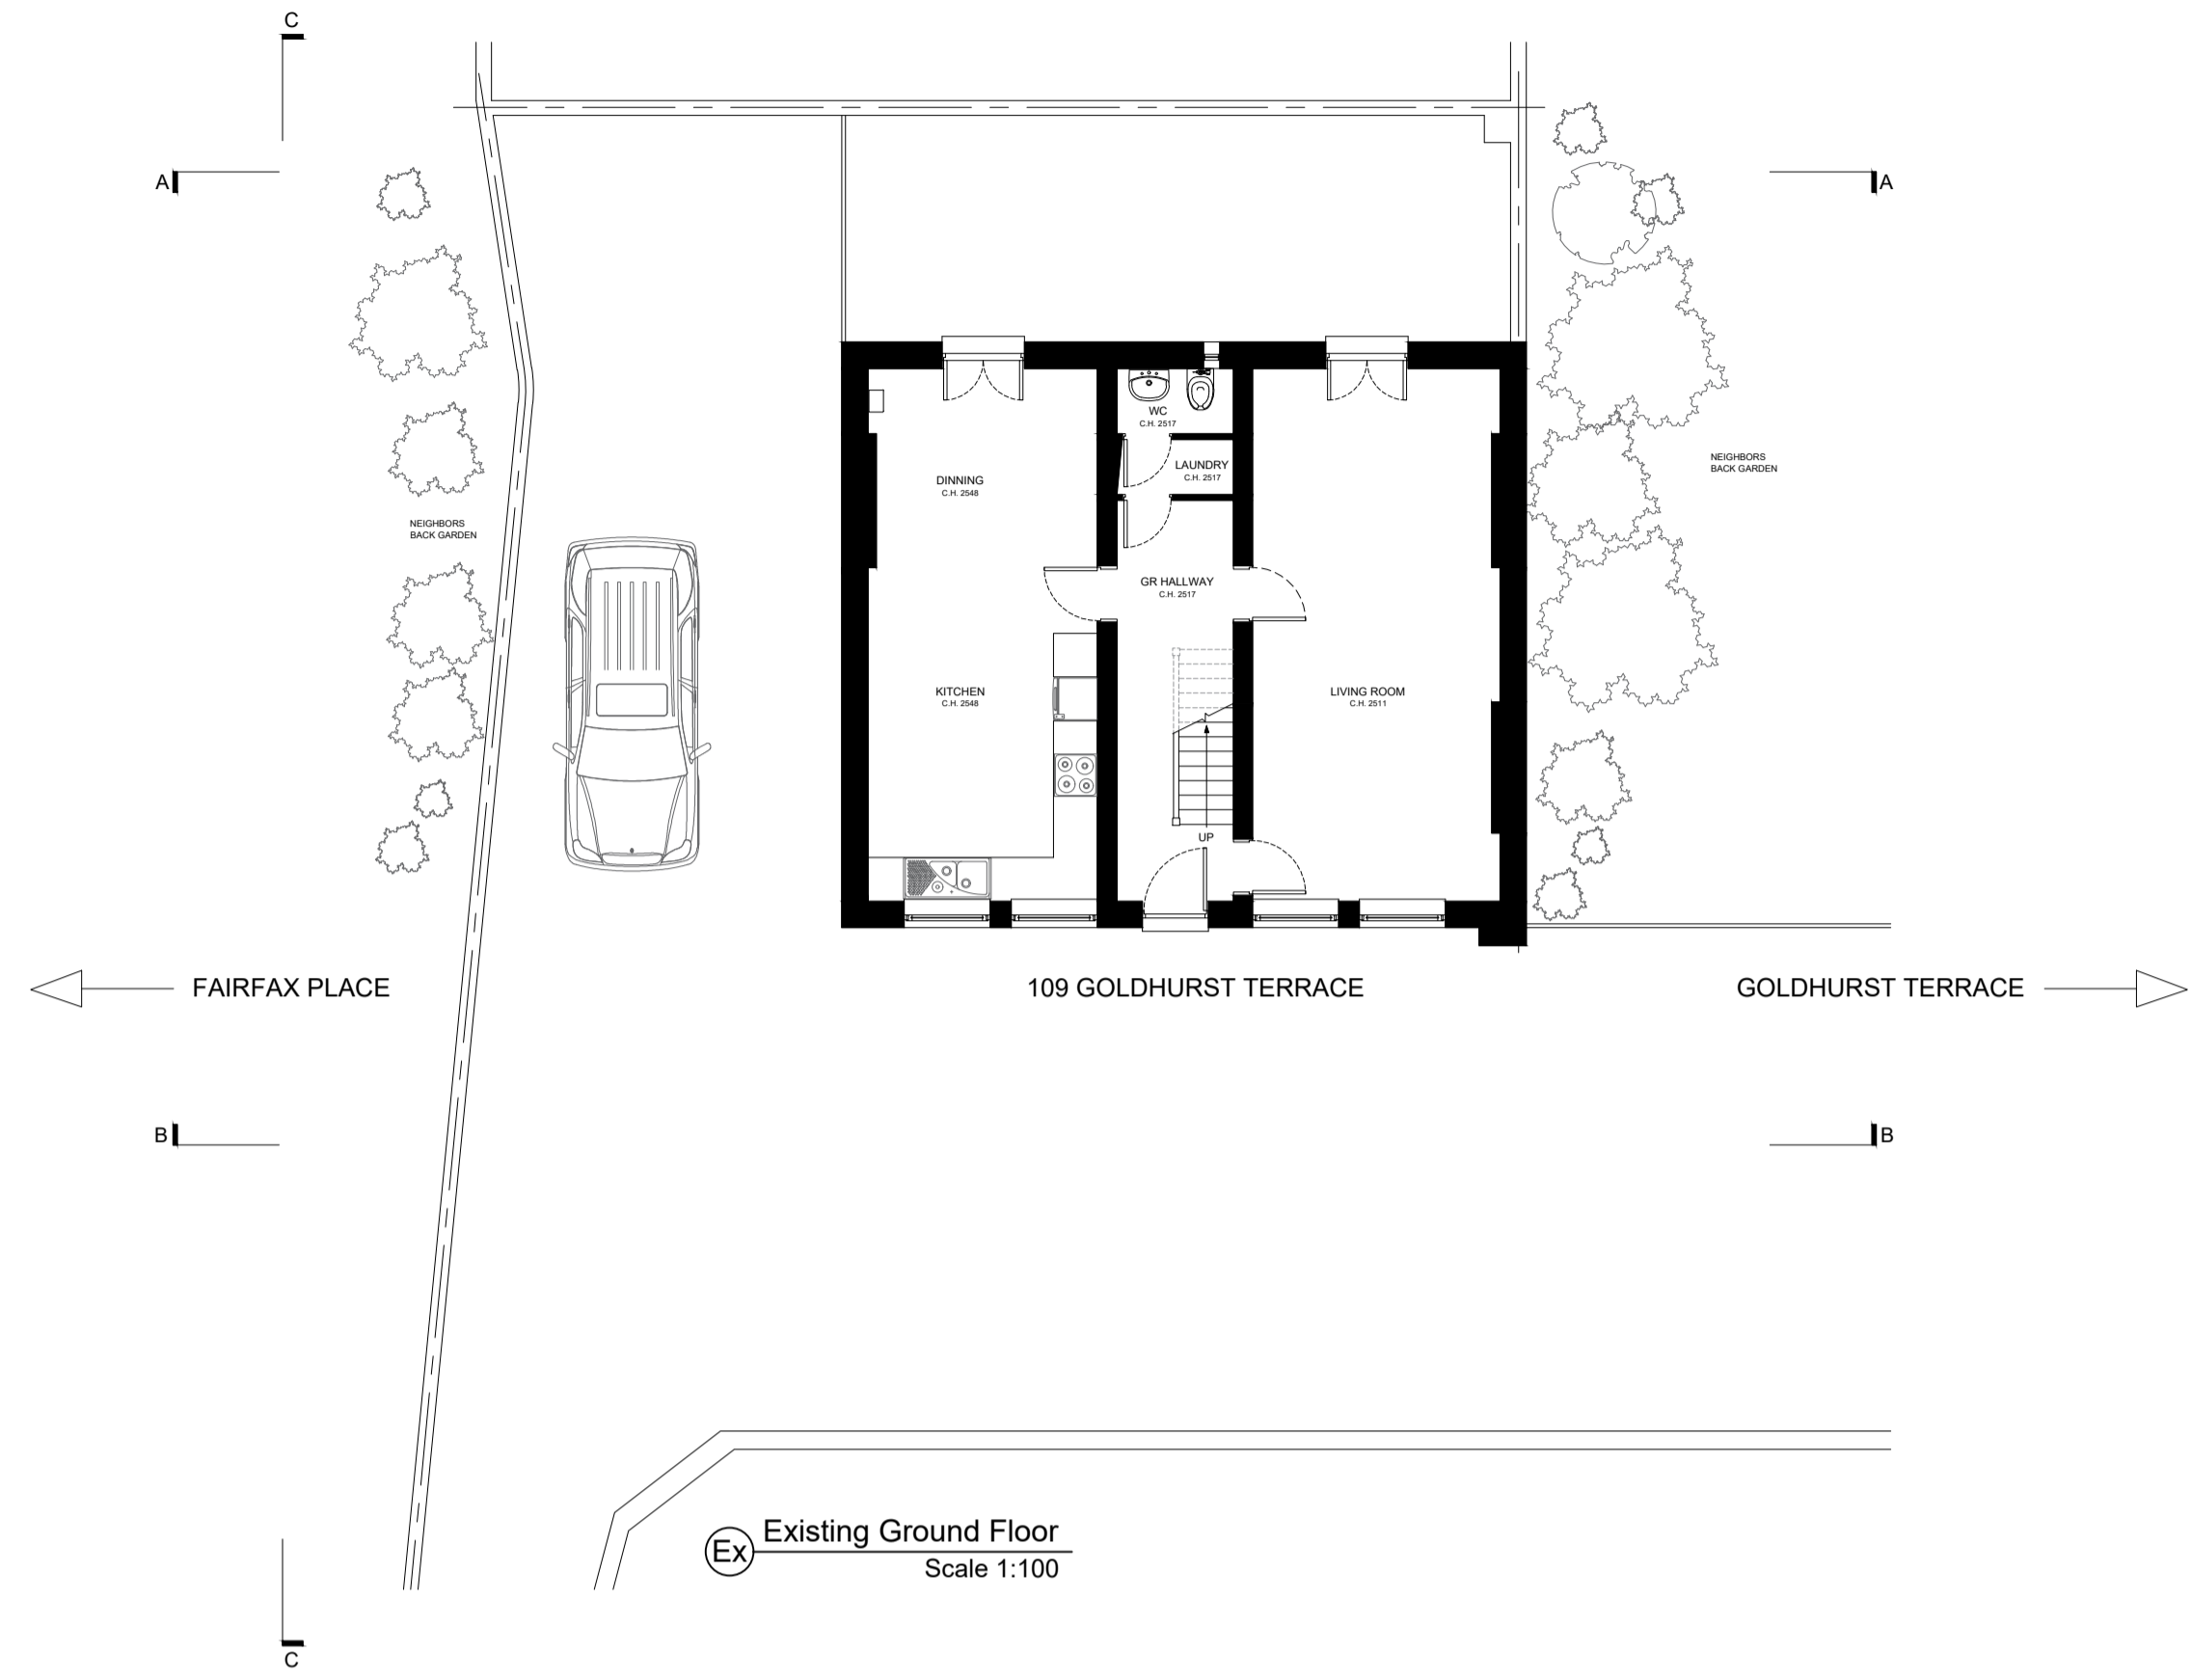 C
A
A
WC
C.H. 2517
LAUNDRY
C.H. 2517
DINNING
C.H. 2548
NEIGHBORS
BACK GARDEN
NEIGHBORS
BACK GARDEN
GR HALLWAY
C.H. 2517
KITCHEN
C.H. 2548
LIVING ROOM
C.H. 2511
UP
FAIRFAX PLACE
109 GOLDHURST TERRACE
GOLDHURST TERRACE
B
B
Ex
Existing Ground Floor
Scale 1:100
C